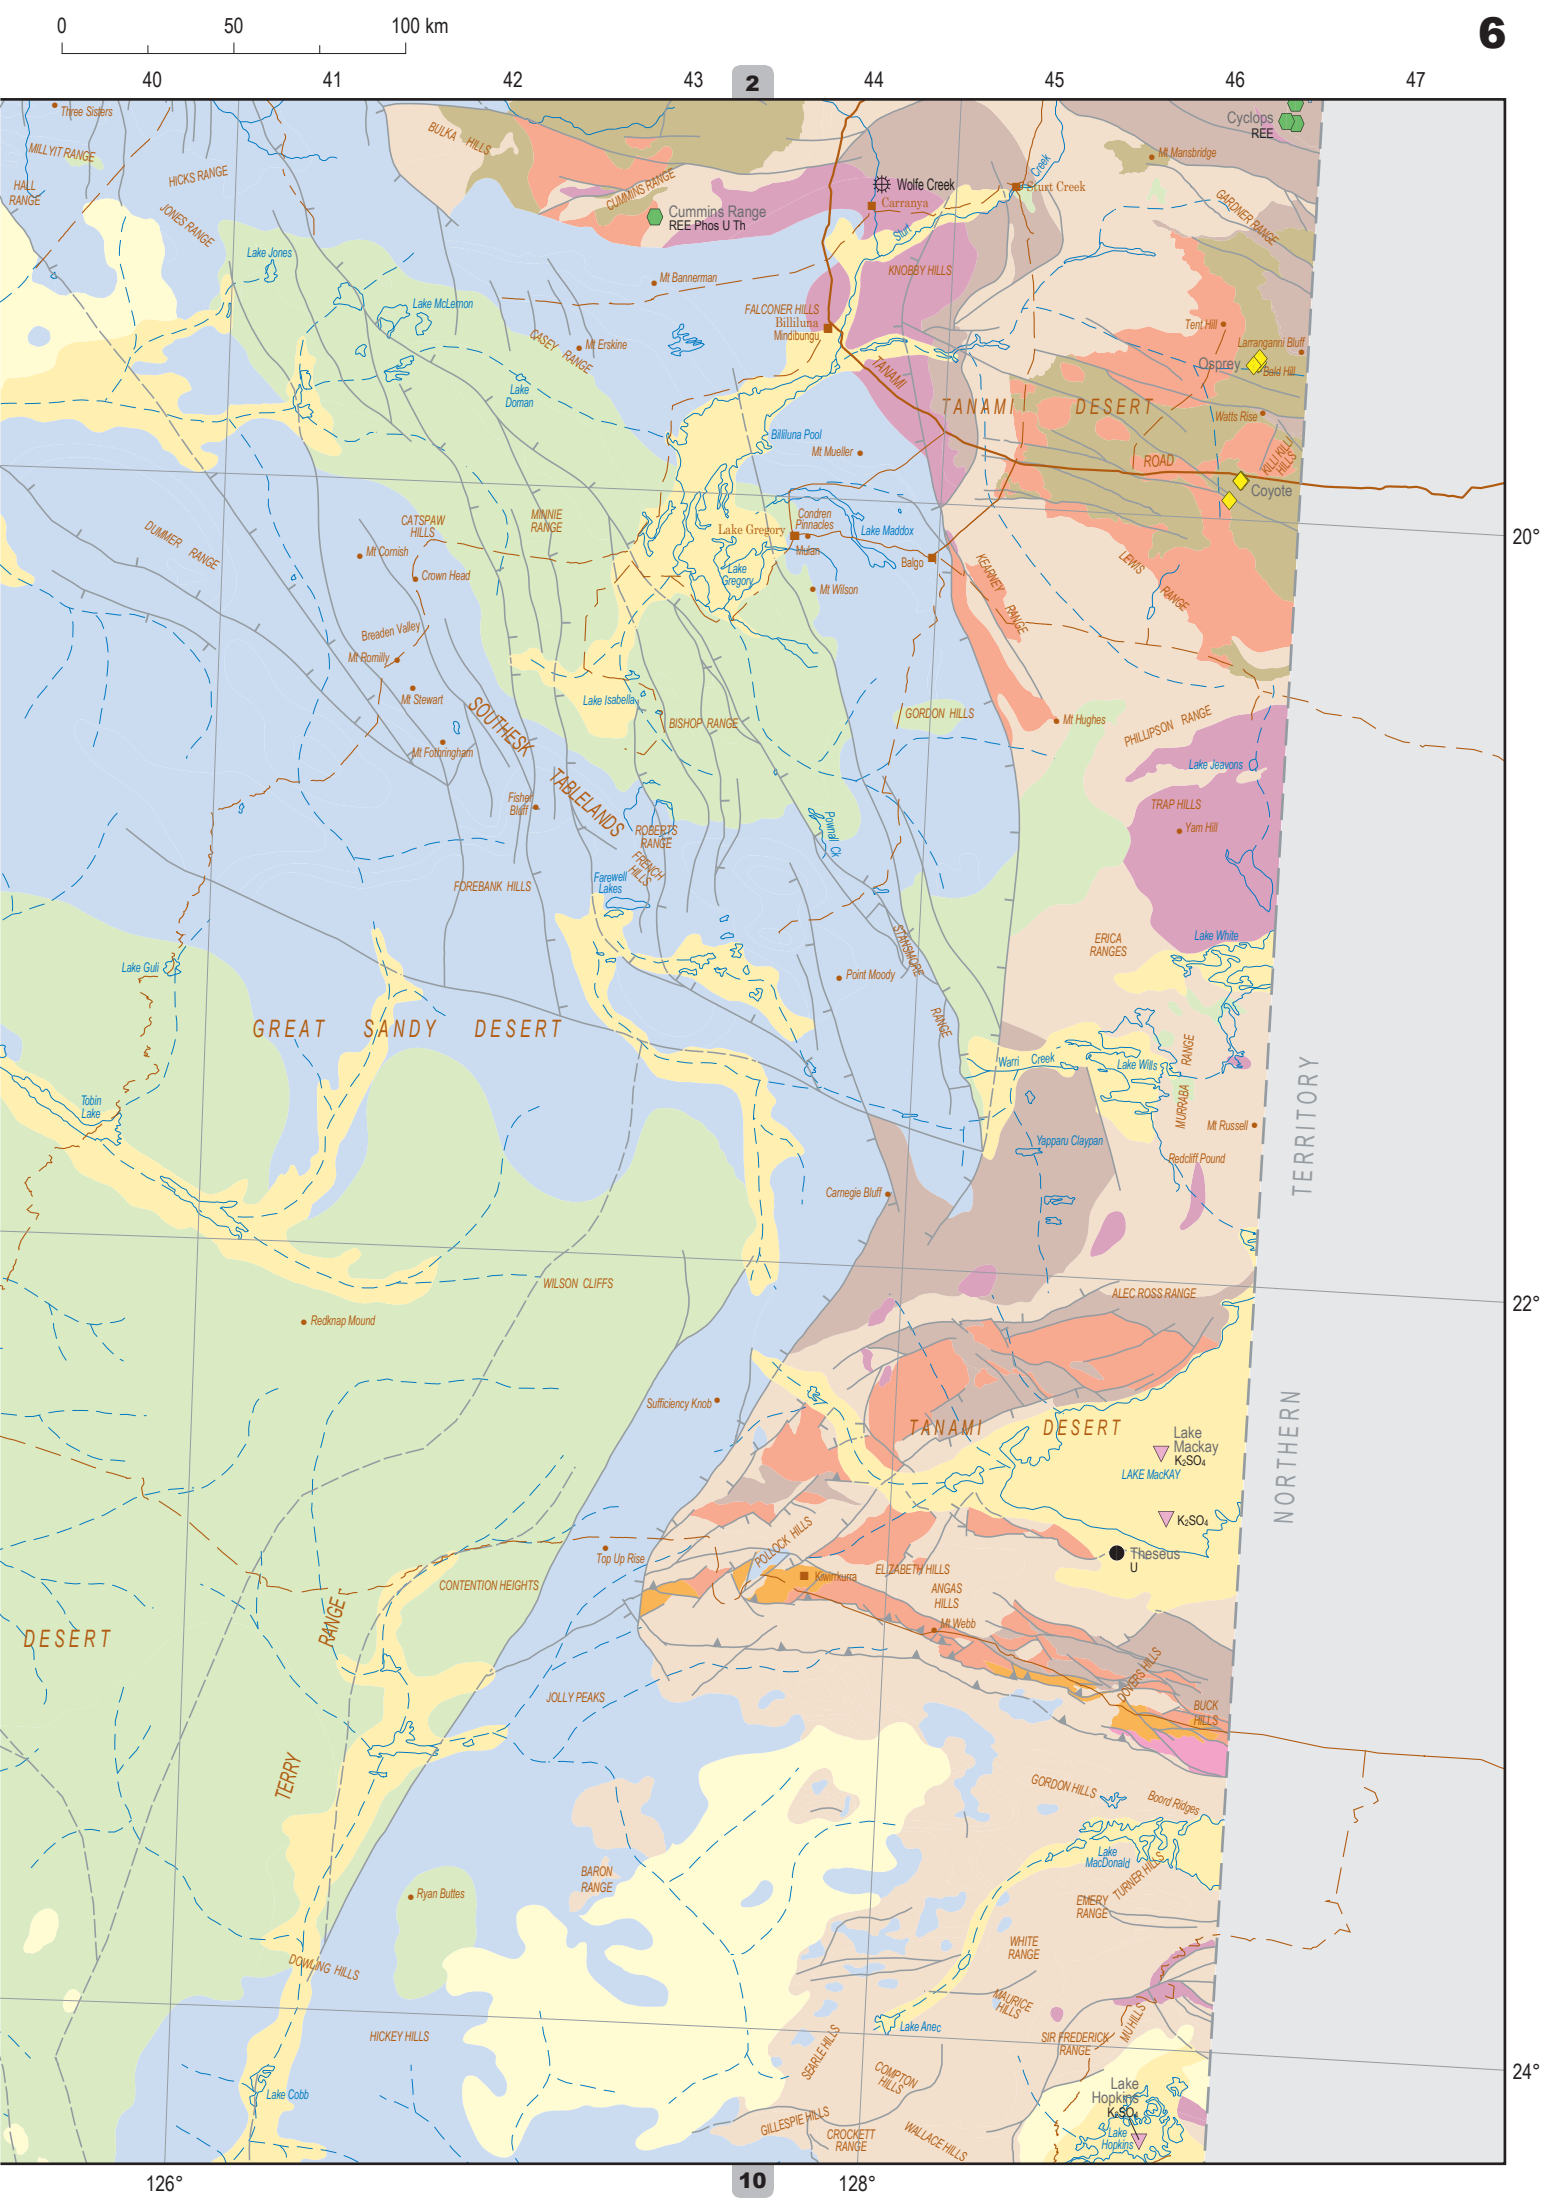 0 50 100 km
6
40 41 42 43 44 45 46 47
2
Three Sisters
MILLYIT RANGE
HALL
RANGE
HICKS RANGE
JONES RANGE
BULKA HILLS
CUMMINS RANGE
Cummins Range
REE Phos U Th
Wolfe Creek
Carranya
Sturt Creek
Creek
Sturt
Cyclops
REE
Mt Mansbridge
GARDNER RANGE
Lake Jones
Lake McLernon
Mt Bannerman
KNOBBY HILLS
FALCONER HILLS
Billiluna
Mindibungu
CASEY RANGE
Mt Erskine
Tent Hill
Larranganni Bluff
Osprey
Bald Hill
TANAMI
Lake
Doman
TANAMI DESERT
Watts Rise
Billiluna Pool
Mt Mueller
ROAD
KILLI KILLI
HILLS
Coyote
DUMMER RANGE
CATSPAW
HILLS
MINNIE
RANGE
Condren
Pinnacles
Lake Gregory
Lake Maddox
Mulan
20°
Mt Cornish
Crown Head
Lake
Gregory
Balgo
KEARNEY RANGE
LEWIS RANGE
Mt Wilson
Breaden Valley
Mt Romilly
Mt Stewart
Lake Isabella
SOUTHESK
TABLELANDS
BISHOP RANGE
GORDON HILLS
Mt Hughes
PHILLIPSON RANGE
Mt Fothringham
Lake Jeavons
Fisher
Bluff
TRAP HILLS
Yam Hill
ROBERTS
RANGE
Pownall Ck
FRENCH
HILLS
FOREBANK HILLS
Farewell
Lakes
Lake Guli
STANSMORE
RANGE
Point Moody
ERICA
RANGES
Lake White
GREAT SANDY DESERT
Warri Creek
Lake Wills
MURRABA RANGE
Tobin
Lake
Yapparu Claypan
Mt Russell
Redcliff Pound
Carnegie Bluff
NORTHERN TERRITORY
WILSON CLIFFS
ALEC ROSS RANGE
22°
Redknap Mound
Sufficiency Knob
TANAMI DESERT
Lake
Mackay
K₂SO₄
LAKE MacKAY
K₂SO₄
POLLOCK HILLS
Top Up Rise
Theseus
U
CONTENTION HEIGHTS
Kiwirrkurra
ELIZABETH HILLS
ANGAS
HILLS
DESERT
TERRY RANGE
Mt Webb
DOVERS HILLS
JOLLY PEAKS
BUCK
HILLS
GORDON HILLS
Boord Ridges
Lake
MacDonald
TURNER HILLS
BARON
RANGE
Ryan Buttes
EMERY
RANGE
WHITE
RANGE
DOWLING HILLS
MAURICE
HILLS
HICKEY HILLS
Lake Anec
SIR FREDERICK
RANGE
MU HILLS
SEARLE HILLS
COMPTON
HILLS
24°
Lake Cobb
Lake
Hopkins
K₂SO₄
Lake
Hopkins
GILLESPIE HILLS
CROCKETT
RANGE
WALLACE HILLS
126°
10
128°